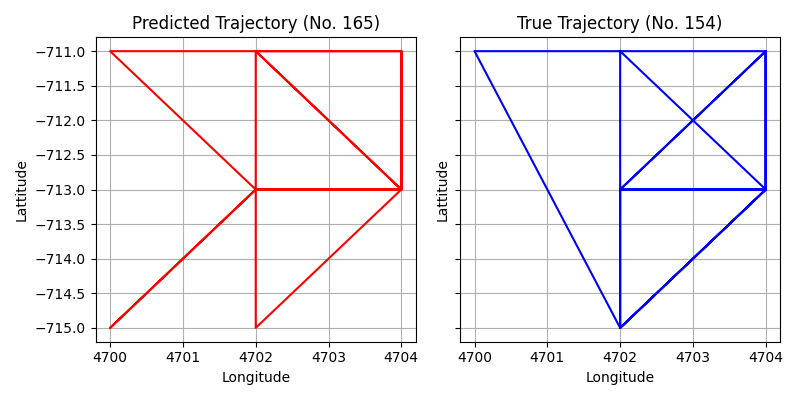 Predicted Trajectory (No. 165)
True Trajectory (No. 154)
−711.0
−711.5
−712.0
−712.5
−713.0
−713.5
−714.0
−714.5
−715.0
Lattitude
Lattitude
4700 4701 4702 4703 4704
4700 4701 4702 4703 4704
Longitude
Longitude